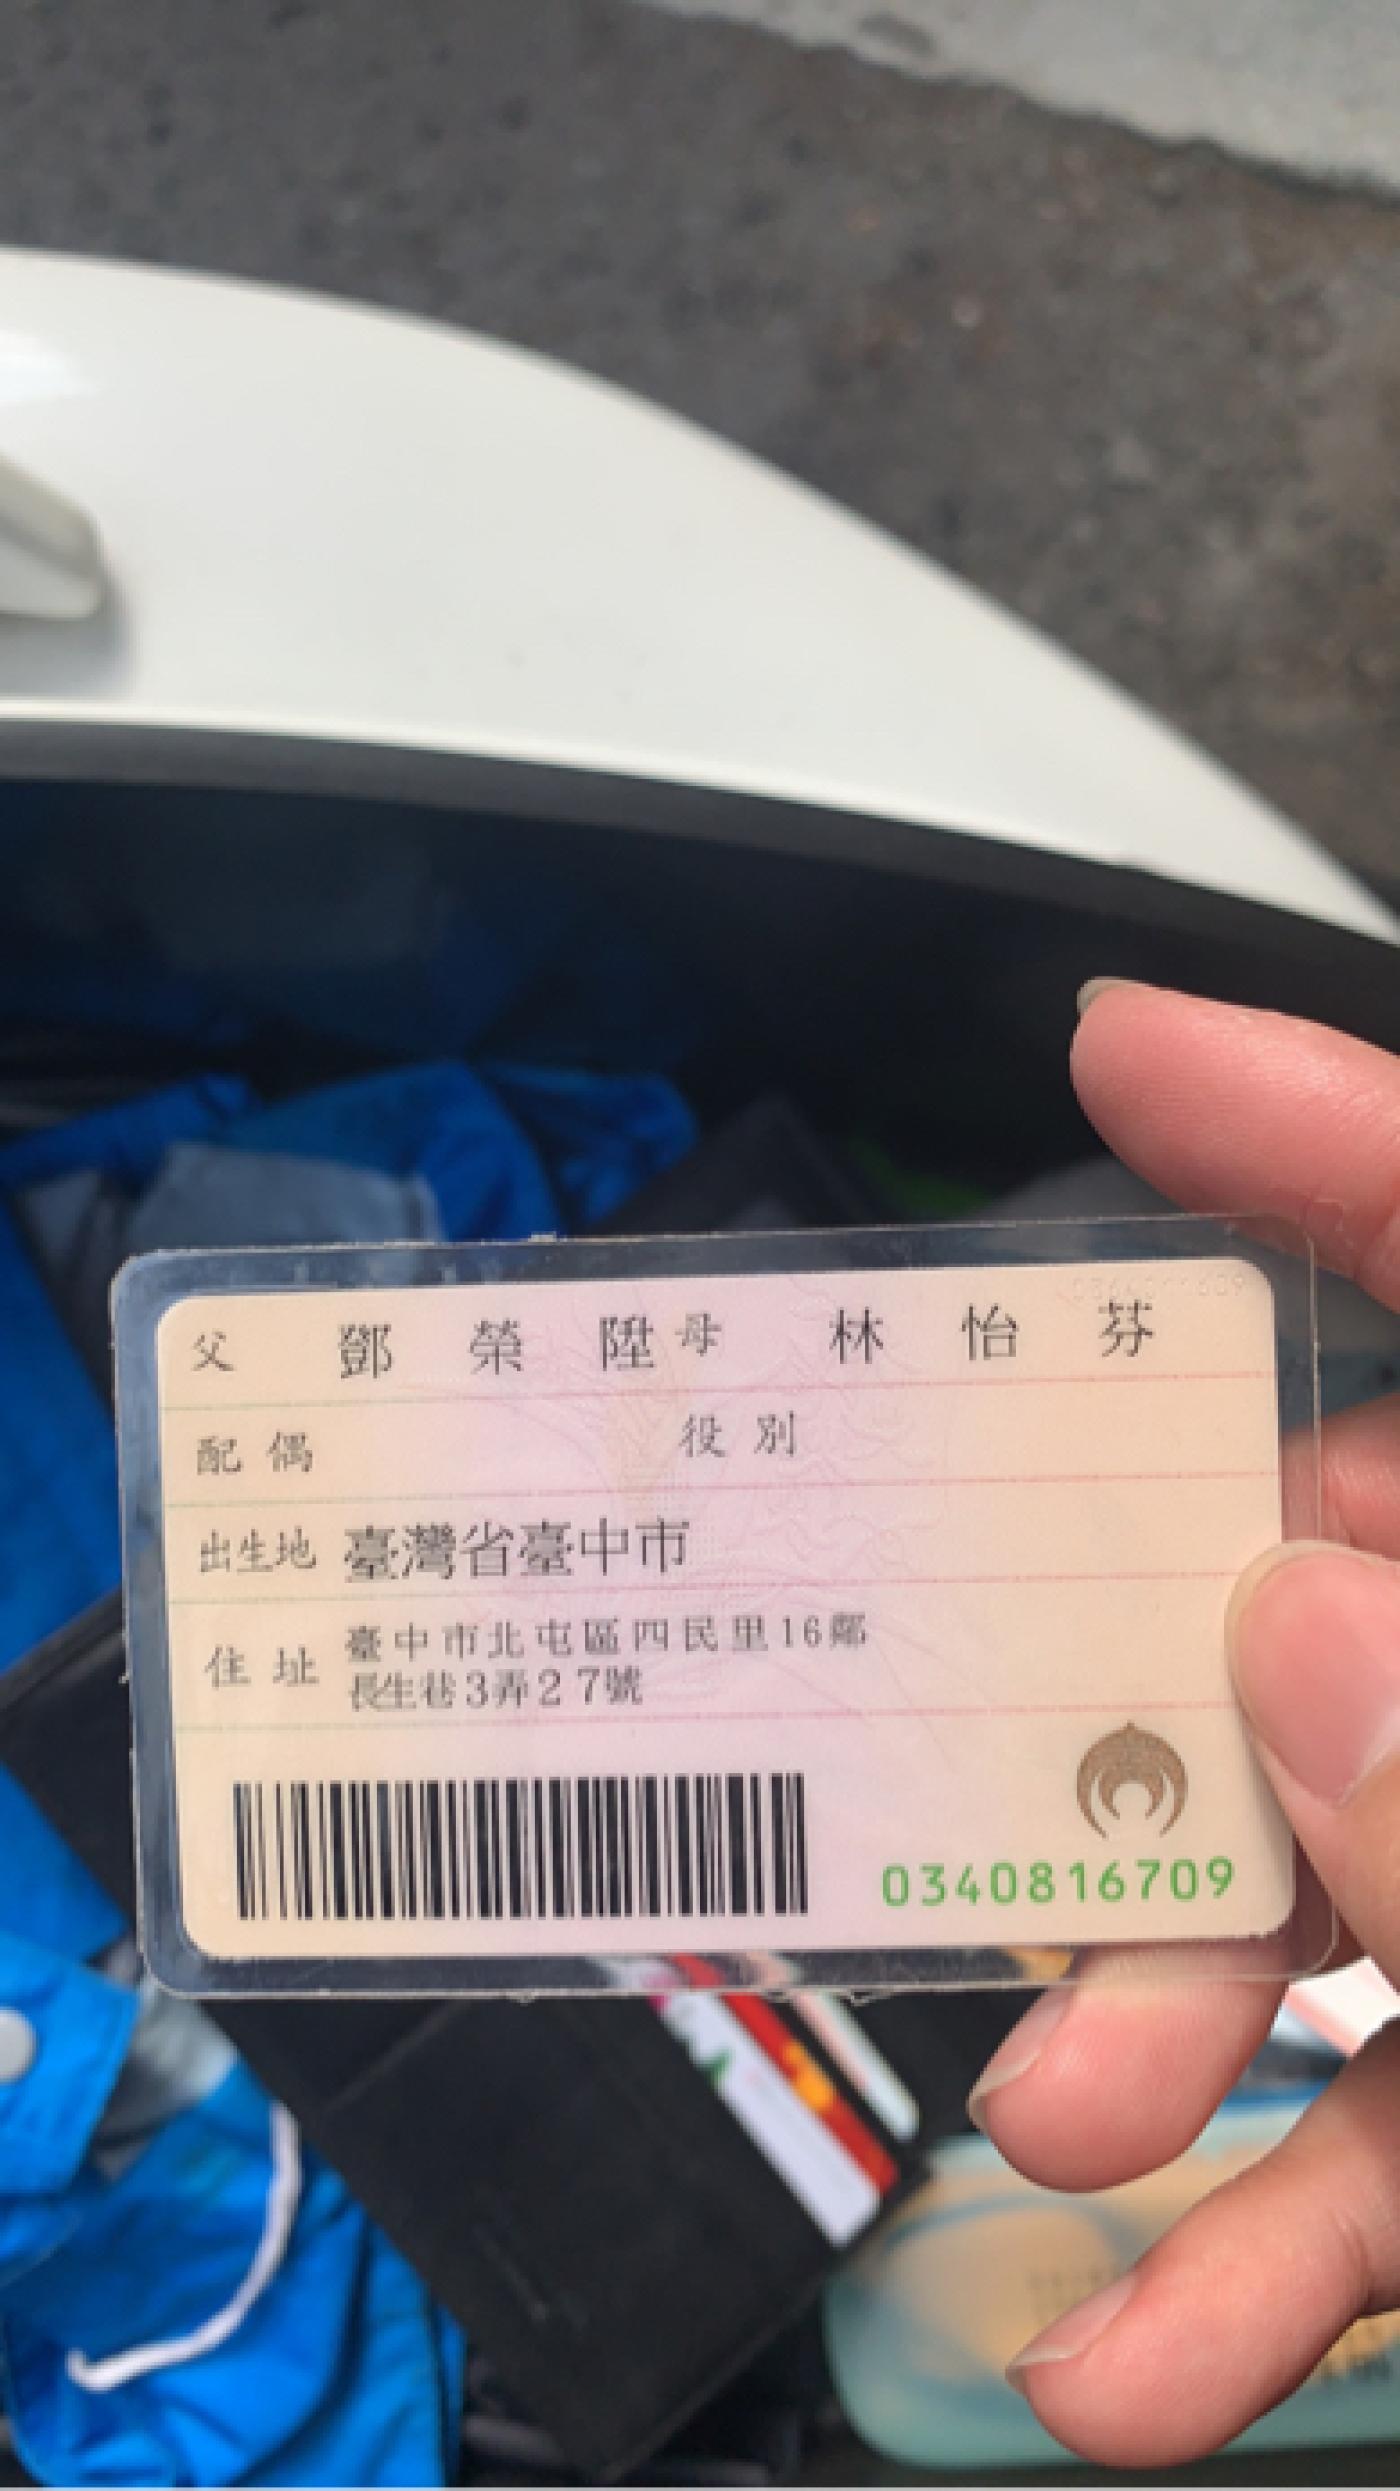 父 鄧榮陞 母 林怡芬
配偶 役別
出生地 臺灣省臺中市
住址 臺中市北屯區四民里16鄰
長生巷3弄27號
0340816709